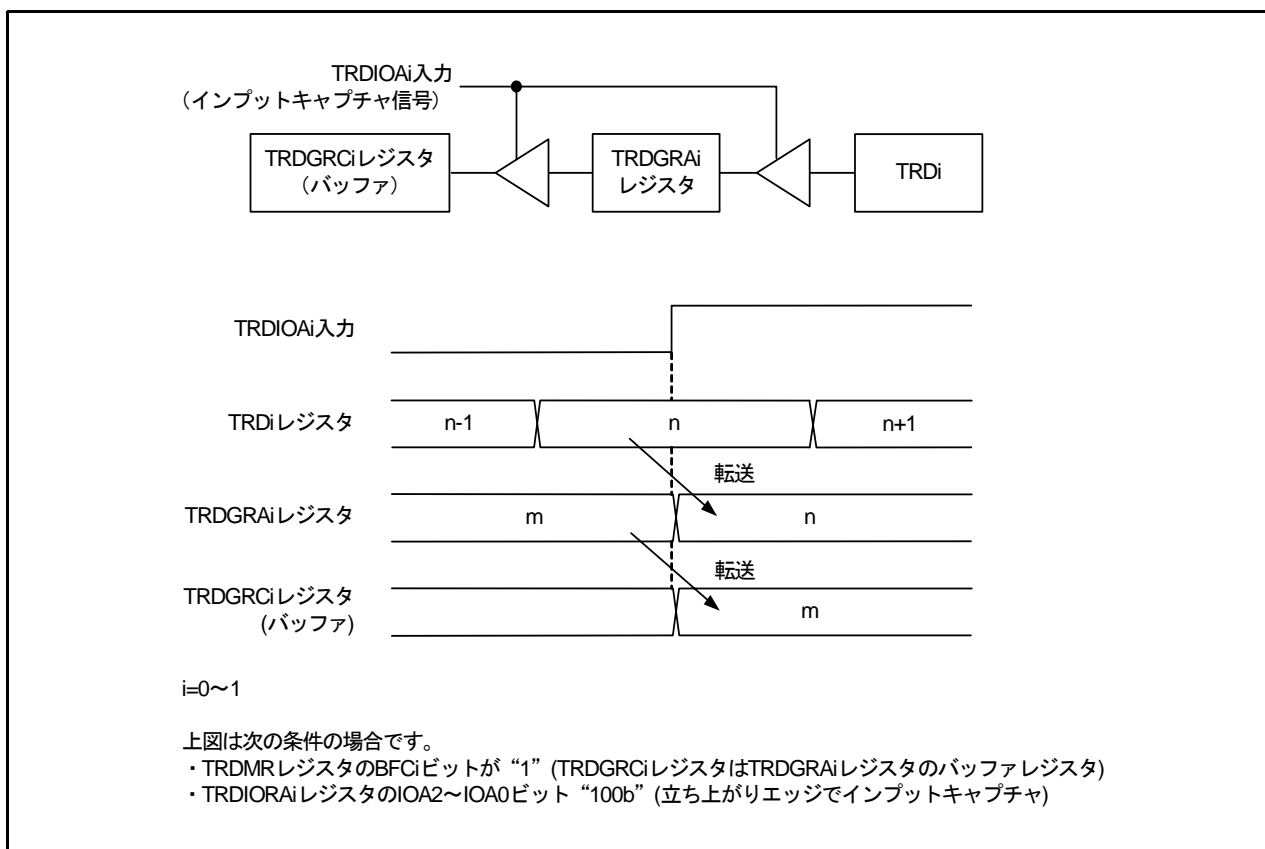 TRDIOAi入力
（インプットキャプチャ信号）
TRDGRCiレジスタ
（バッファ）
TRDGRAi
レジスタ
TRDi
TRDIOAi入力
TRDiレジスタ
n-1
n
n+1
転送
TRDGRAiレジスタ
m
n
転送
TRDGRCiレジスタ
(バッファ)
m
i=0～1
上図は次の条件の場合です。
・TRDMRレジスタのBFCiビットが“1”(TRDGRCiレジスタはTRDGRAiレジスタのバッファレジスタ)
・TRDIORAiレジスタのIOA2～IOA0ビット“100b”(立ち上がりエッジでインプットキャプチャ)